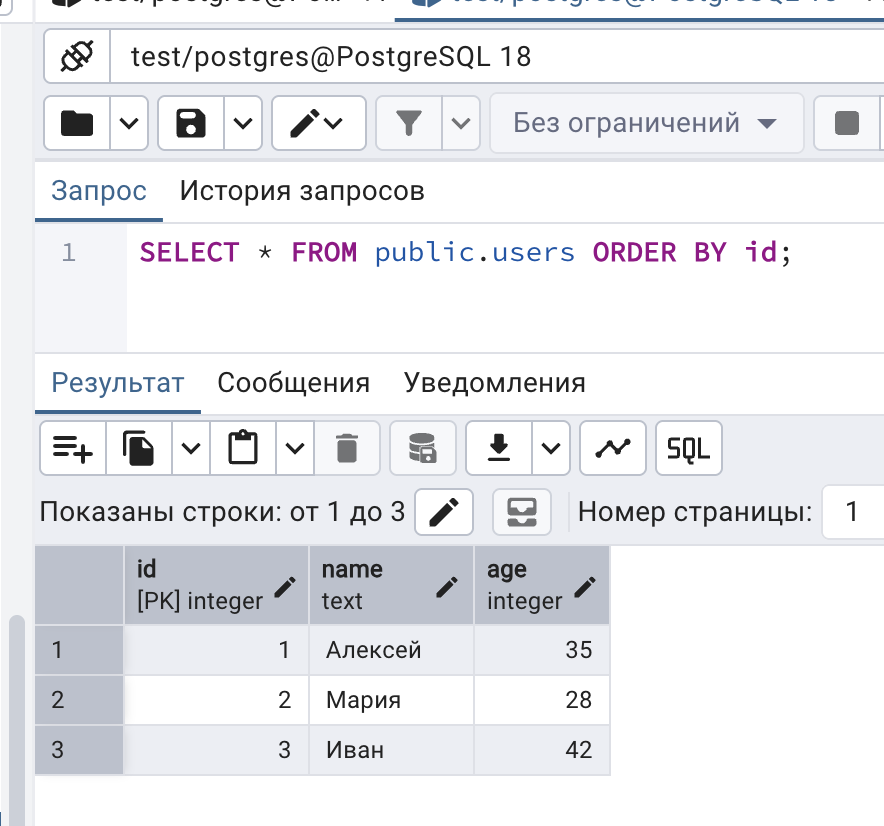 test/postgres@PostgreSQL 18
Без ограничений
Запрос История запросов
1 SELECT * FROM public.users ORDER BY id;
Результат Сообщения Уведомления
SQL
Показаны строки: от 1 до 3 Номер страницы: 1
id name age
[PK] integer text integer
1 1 Алексей 35
2 2 Мария 28
3 3 Иван 42